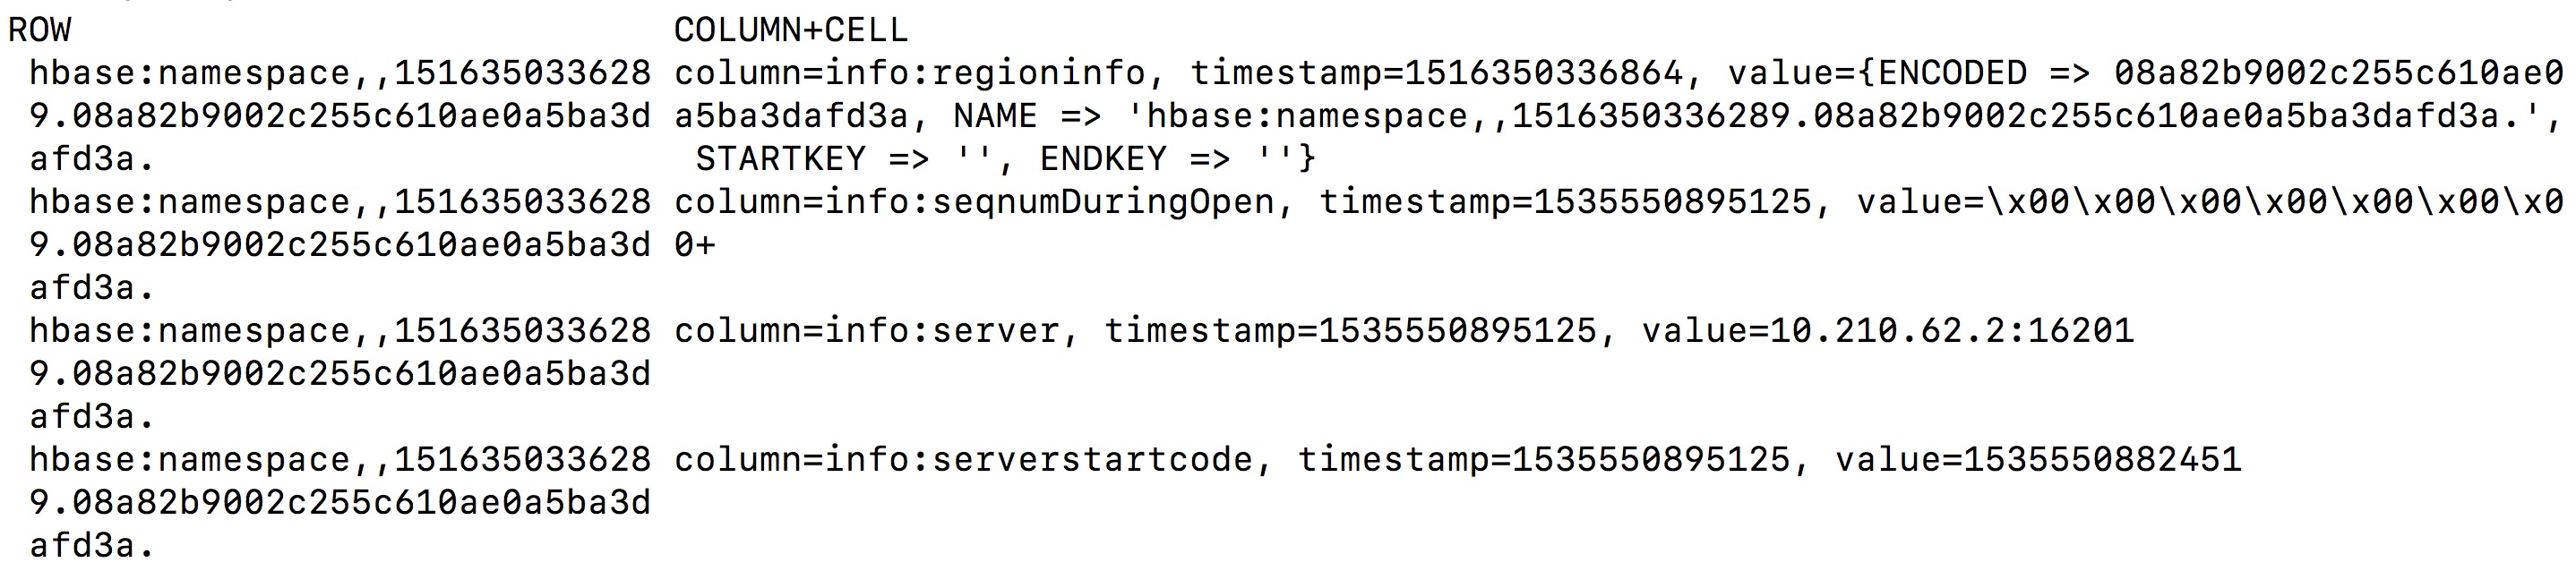 ROW                            COLUMN+CELL
 hbase:namespace,,151635033628 column=info:regioninfo, timestamp=1516350336864, value={ENCODED => 08a82b9002c255c610ae0
 9.08a82b9002c255c610ae0a5ba3d a5ba3dafd3a, NAME => 'hbase:namespace,,1516350336289.08a82b9002c255c610ae0a5ba3dafd3a.',
 afd3a.                         STARTKEY => '', ENDKEY => ''}
 hbase:namespace,,151635033628 column=info:seqnumDuringOpen, timestamp=1535550895125, value=\x00\x00\x00\x00\x00\x00\x0
 9.08a82b9002c255c610ae0a5ba3d 0+
 afd3a.
 hbase:namespace,,151635033628 column=info:server, timestamp=1535550895125, value=10.210.62.2:16201
 9.08a82b9002c255c610ae0a5ba3d
 afd3a.
 hbase:namespace,,151635033628 column=info:serverstartcode, timestamp=1535550895125, value=1535550882451
 9.08a82b9002c255c610ae0a5ba3d
 afd3a.